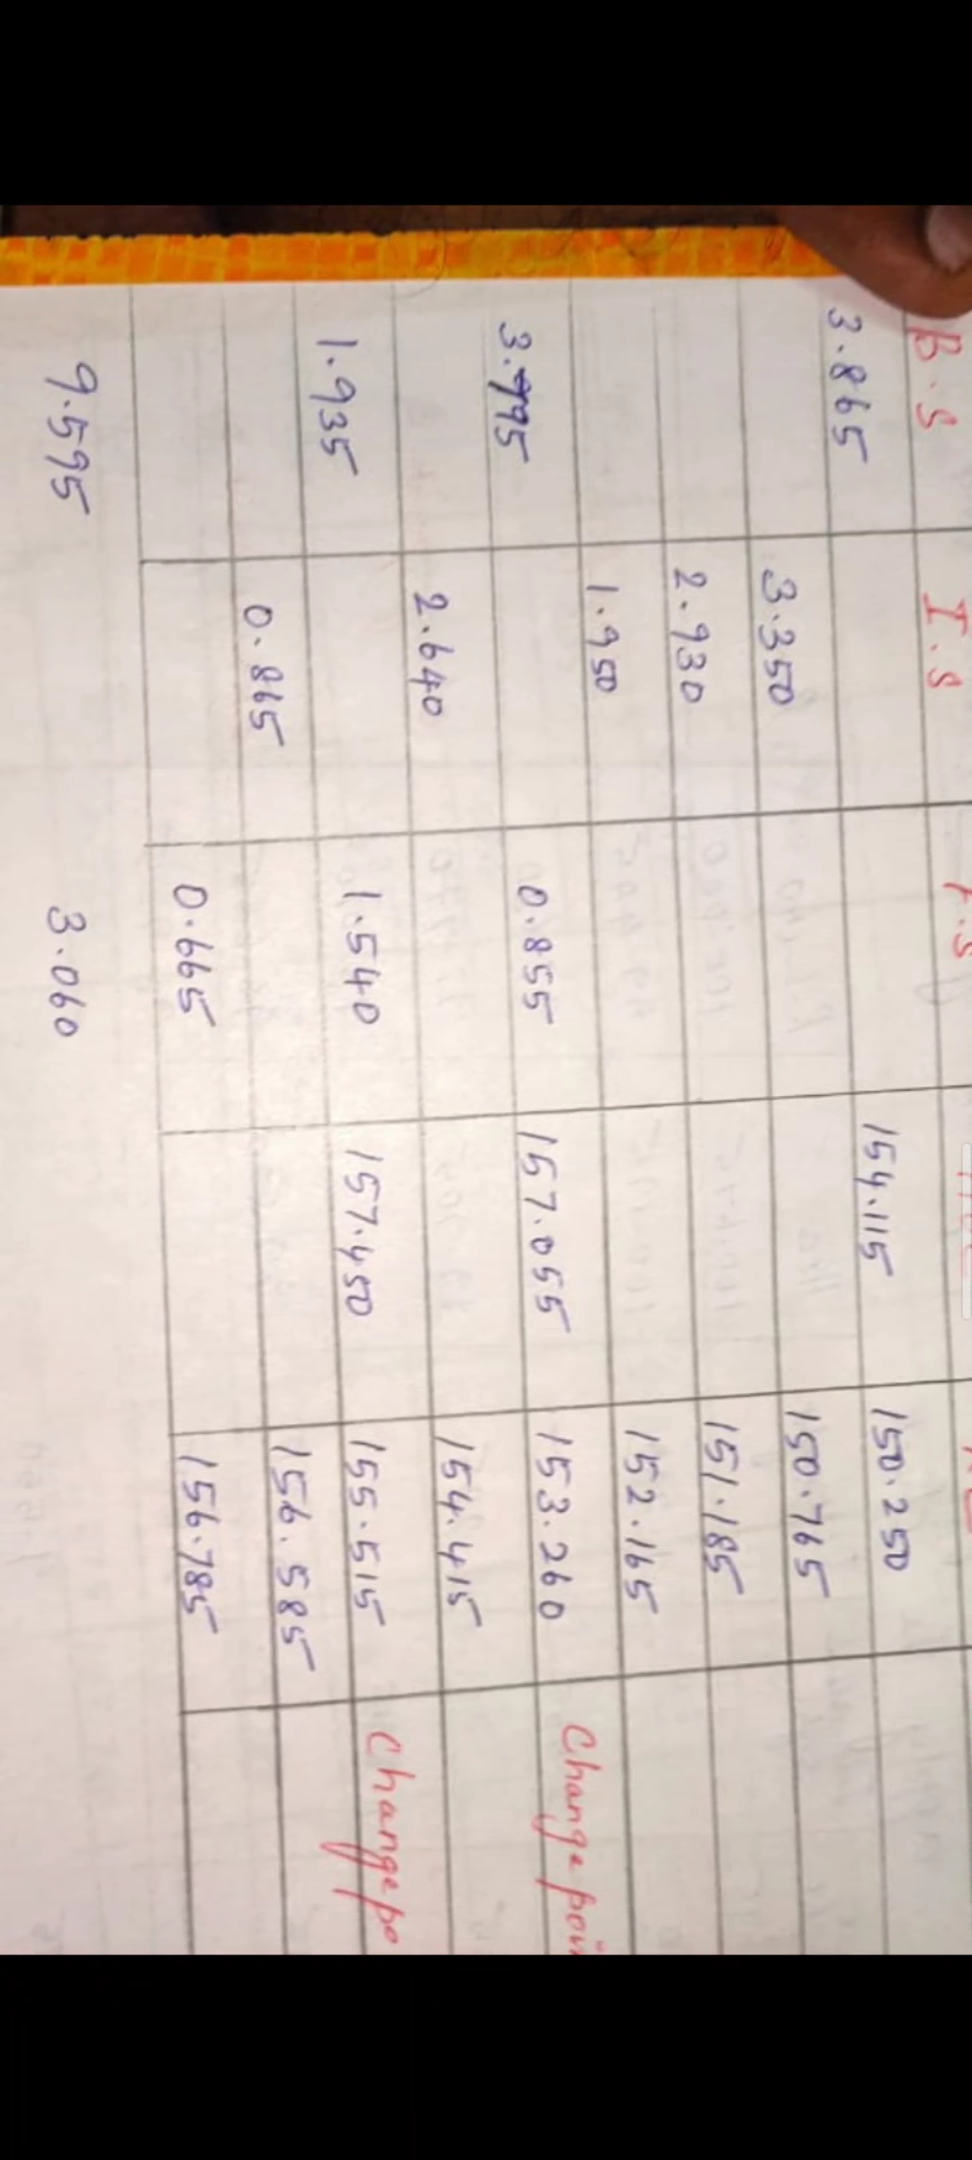 B.S I.S F.S
3.865 154.115 150.250
3.350 150.765
2.930 151.185
1.950 152.165
3.795 0.855 157.055 153.260 Change poin
2.640 154.415
1.935 1.540 157.450 155.515 Change po
0.865 156.585
0.665 156.785
9.595 3.060